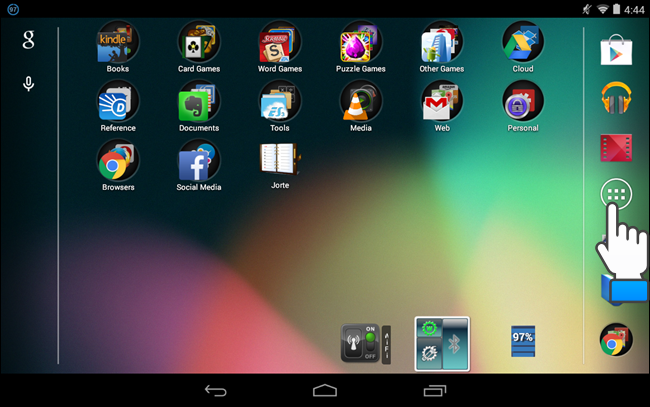 97
4:44
g
kindle
SCRABBLE
Books
Card Games
Word Games
Puzzle Games
Other Games
Cloud
Reference
Documents
Tools
Media
Web
Personal
Browsers
Social Media
Jorte
ON
OFF
AiFi
97%